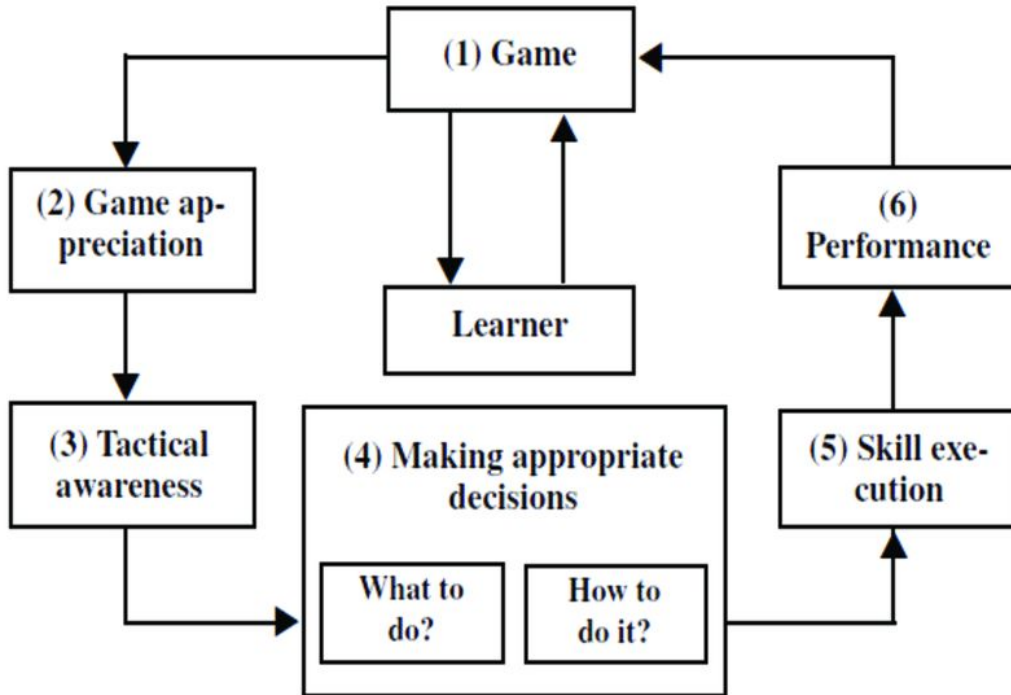 (1) Game
(2) Game ap-
preciation
(6)
Performance
Learner
(3) Tactical
awareness
(4) Making appropriate
decisions
What to
do?
How to
do it?
(5) Skill exe-
cution